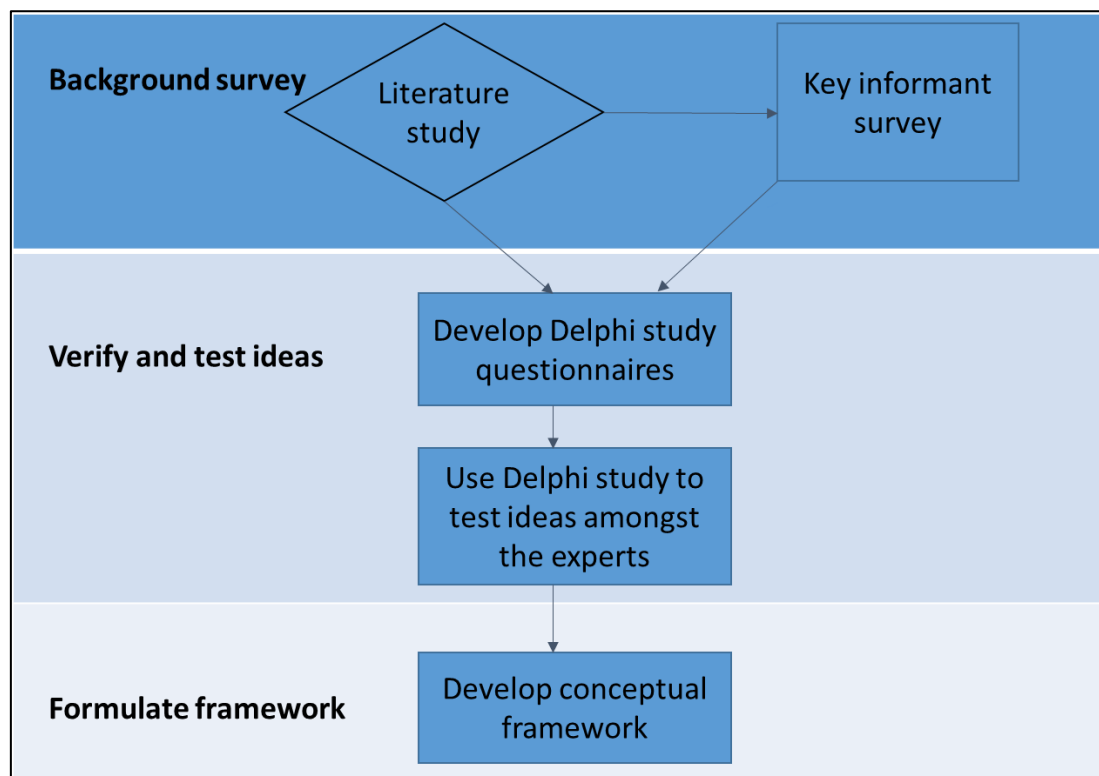 Background survey
Literature
study
Key informant
survey
Verify and test ideas
Develop Delphi study
questionnaires
Use Delphi study to
test ideas amongst
the experts
Formulate framework
Develop conceptual
framework